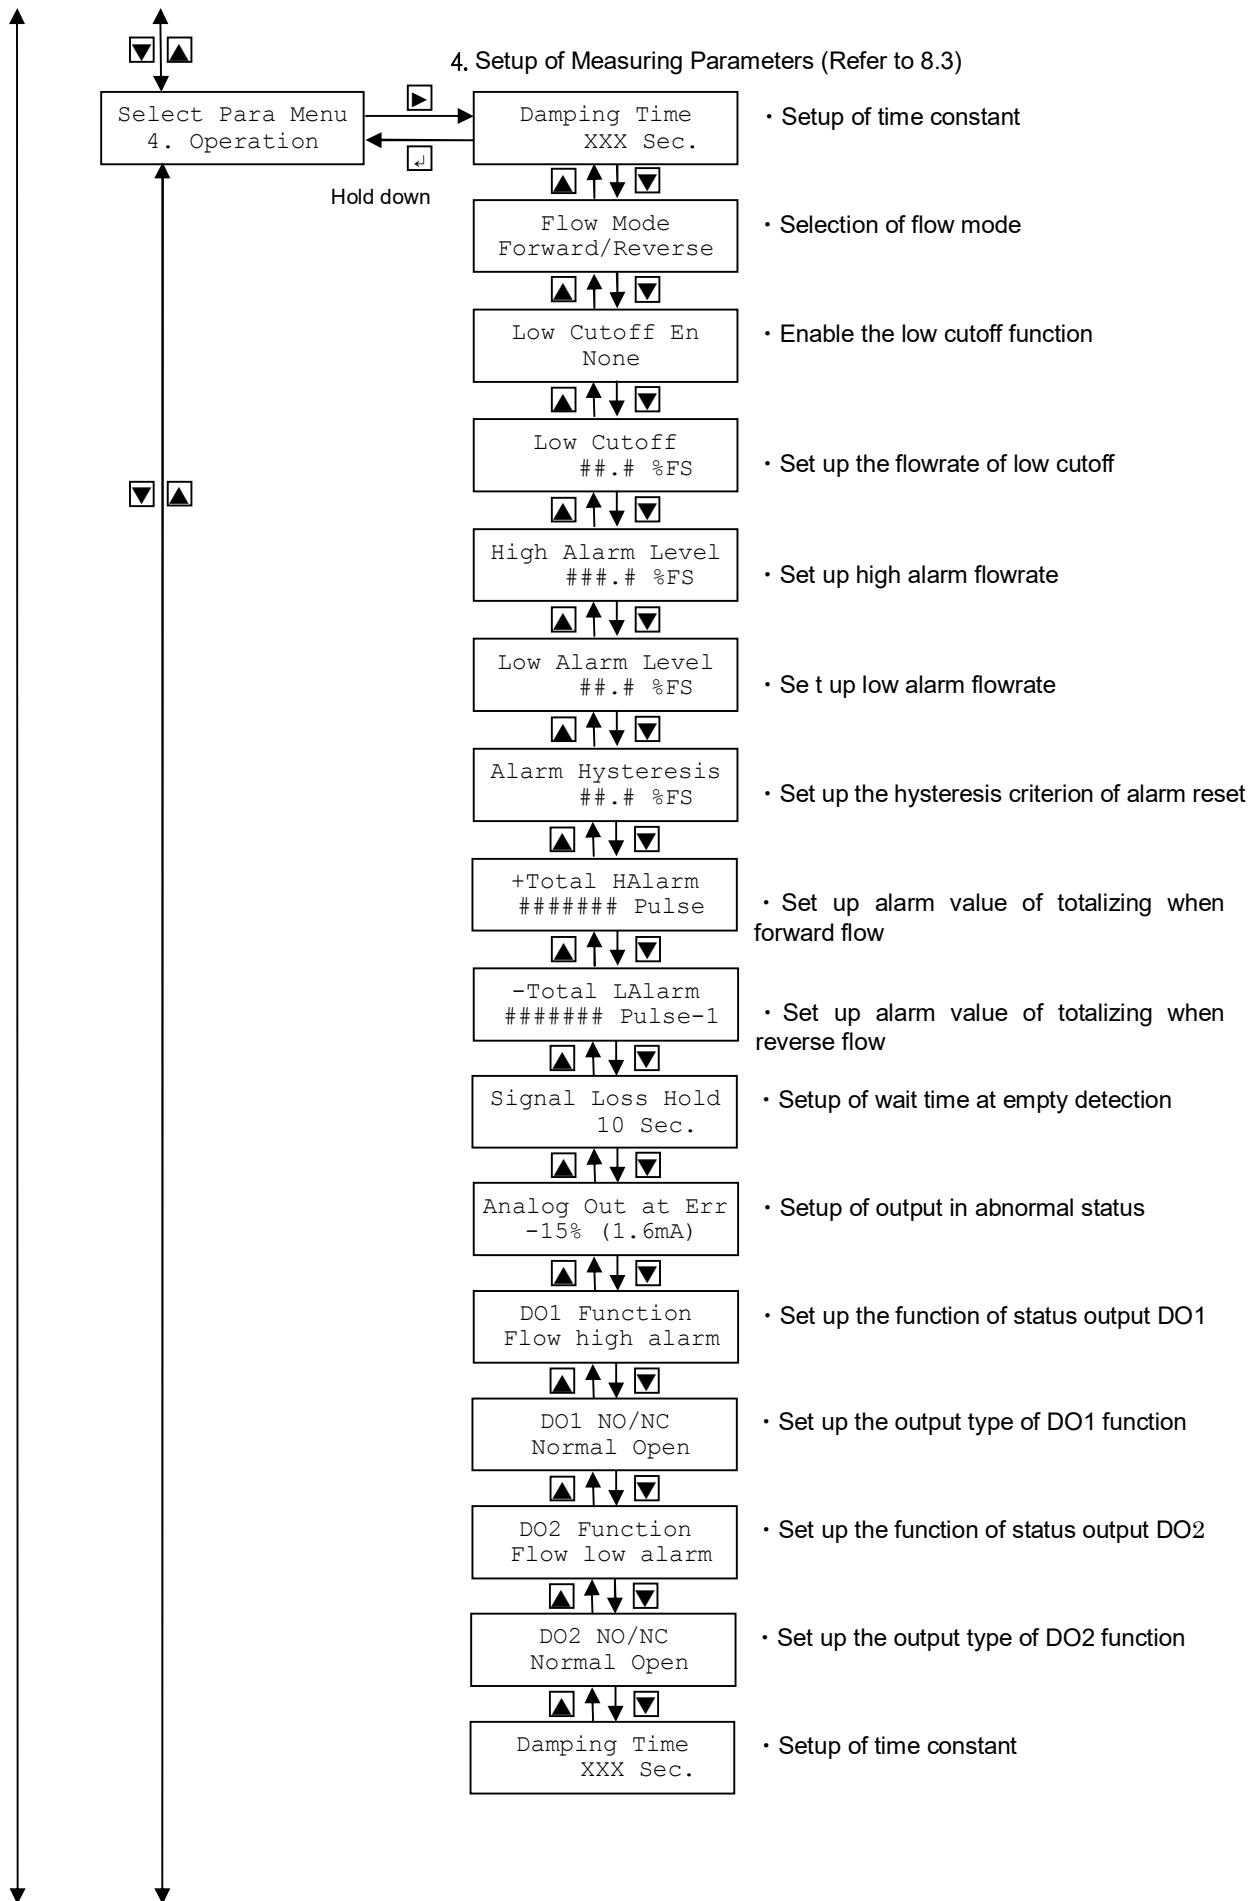 4. Setup of Measuring Parameters (Refer to 8.3)
Select Para Menu
4. Operation
Hold down
Damping Time
XXX Sec.
・Setup of time constant
Flow Mode
Forward/Reverse
・Selection of flow mode
Low Cutoff En
None
・Enable the low cutoff function
Low Cutoff
##.# %FS
・Set up the flowrate of low cutoff
High Alarm Level
###.# %FS
・Set up high alarm flowrate
Low Alarm Level
##.# %FS
・Se t up low alarm flowrate
Alarm Hysteresis
##.# %FS
・Set up the hysteresis criterion of alarm reset
+Total HAlarm
####### Pulse
・Set up alarm value of totalizing when
forward flow
-Total LAlarm
####### Pulse-1
・Set up alarm value of totalizing when
reverse flow
Signal Loss Hold
10 Sec.
・Setup of wait time at empty detection
Analog Out at Err
-15% (1.6mA)
・Setup of output in abnormal status
DO1 Function
Flow high alarm
・Set up the function of status output DO1
DO1 NO/NC
Normal Open
・Set up the output type of DO1 function
DO2 Function
Flow low alarm
・Set up the function of status output DO2
DO2 NO/NC
Normal Open
・Set up the output type of DO2 function
Damping Time
XXX Sec.
・Setup of time constant